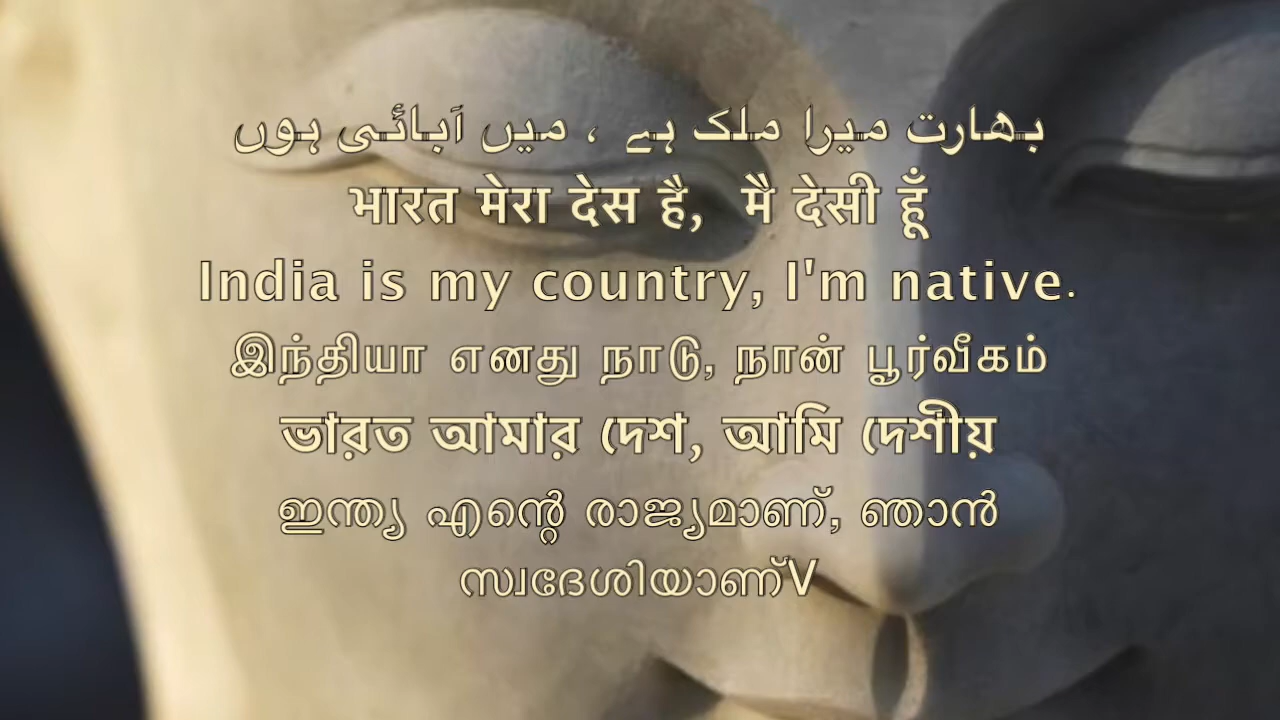 بھارت میرا ملک ہے ، میں آبائی ہوں
भारत मेरा देस है, मै देसी हूँ
India is my country, I'm native.
இந்தியா எனது நாடு, நான் பூர்வீகம்
ভারত আমার দেশ, আমি দেশীয়
ഇന്ത്യ എന്റെ രാജ്യമാണ്, ഞാൻ
സ്വദേശിയാണ്V